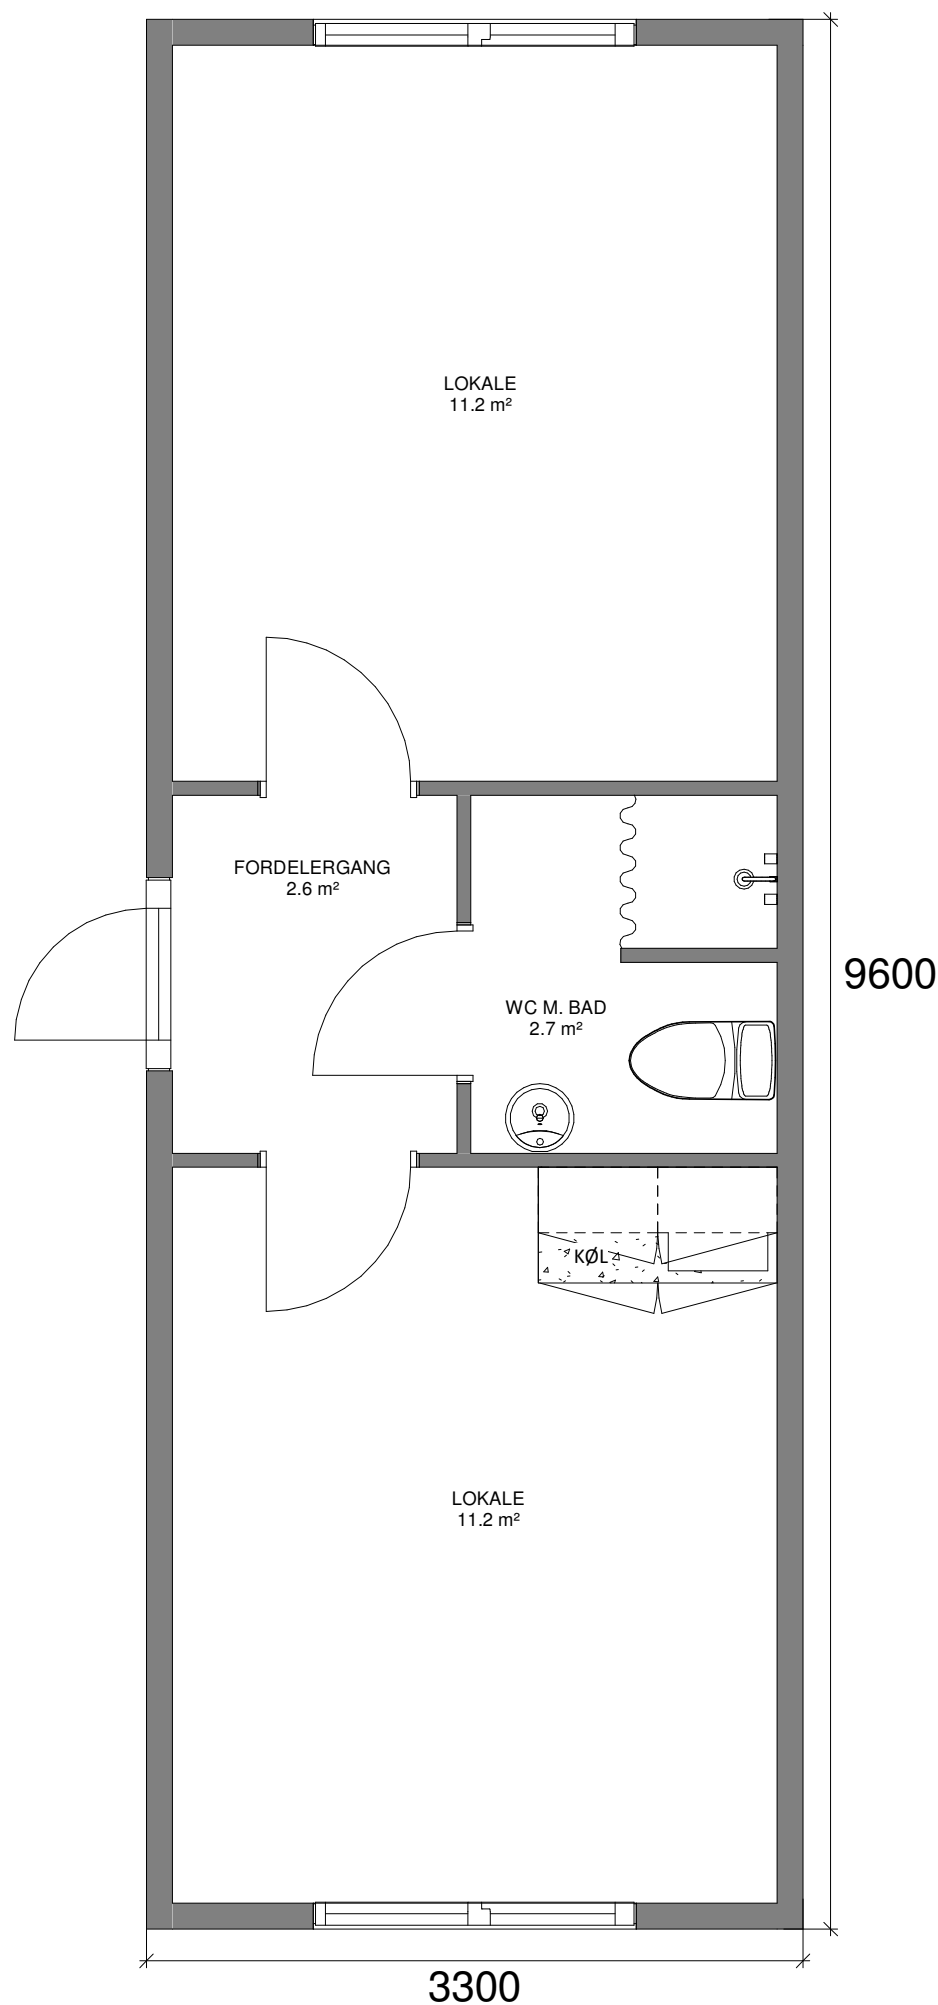 LOKALE
11.2 m²
FORDELERGANG
2.6 m²
9600
WC M. BAD
2.7 m²
KØL
LOKALE
11.2 m²
3300